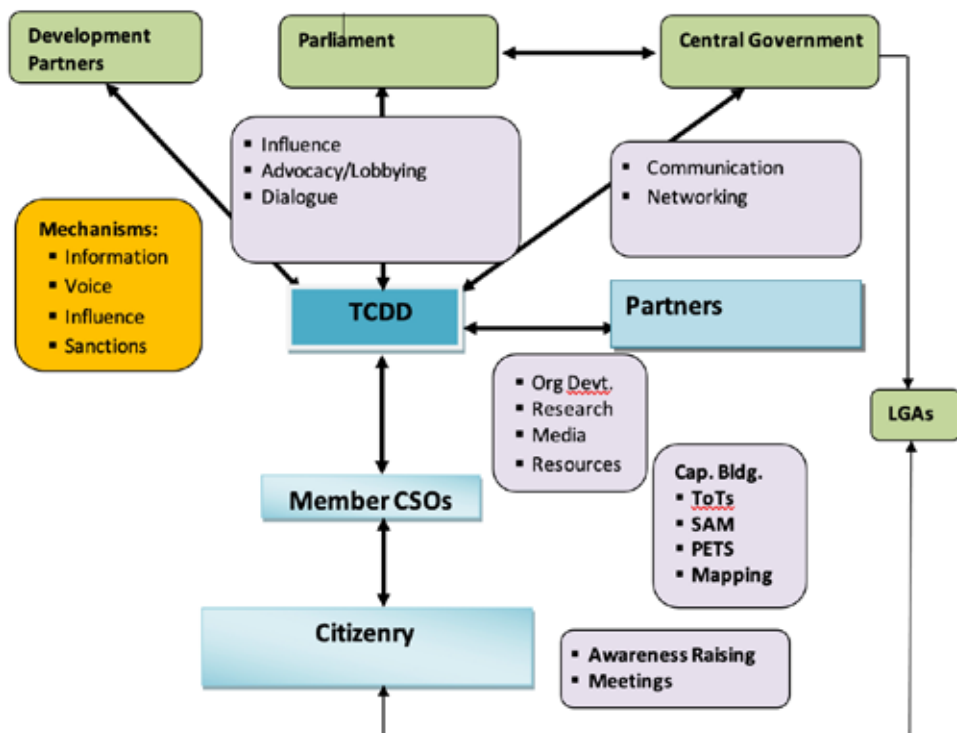 Development
Partners
Parliament
Central Government
▪ Influence
▪ Advocacy/Lobbying
▪ Dialogue
▪ Communication
▪ Networking
Mechanisms:
▪ Information
▪ Voice
▪ Influence
▪ Sanctions
TCDD
Partners
▪ Org Devt.
▪ Research
▪ Media
▪ Resources
LGAs
Member CSOs
Cap. Bldg.
▪ ToTs
▪ SAM
▪ PETS
▪ Mapping
Citizenry
▪ Awareness Raising
▪ Meetings